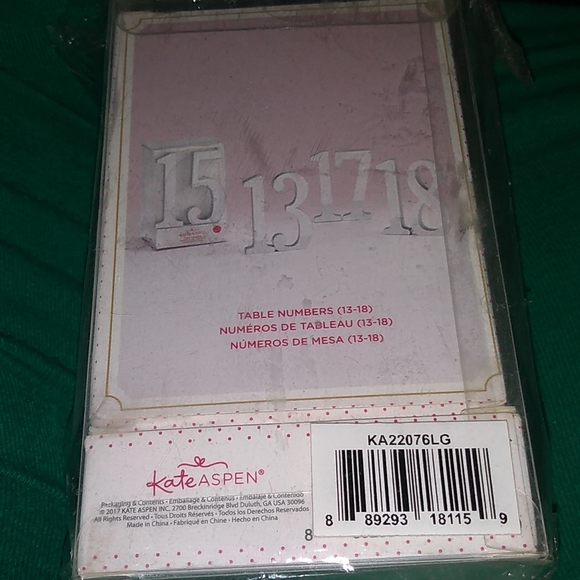 15
13
17
18
TABLE NUMBERS (13-18)
NUMÉROS DE TABLEAU (13-18)
NÚMEROS DE MESA (13-18)
Kate ASPEN®
Packaging & Contents • Emballage & Contenus • Embalaje & Contenido
© 2017 KATE ASPEN INC, 2700 Breckinridge Blvd Duluth, GA USA 30096
All Rights Reserved • Tous Droits Réservés • Todos los Derechos Reservados
Made in China • Fabriqué en Chine • Hecho en China
8
KA22076LG
8 89293 18115 9